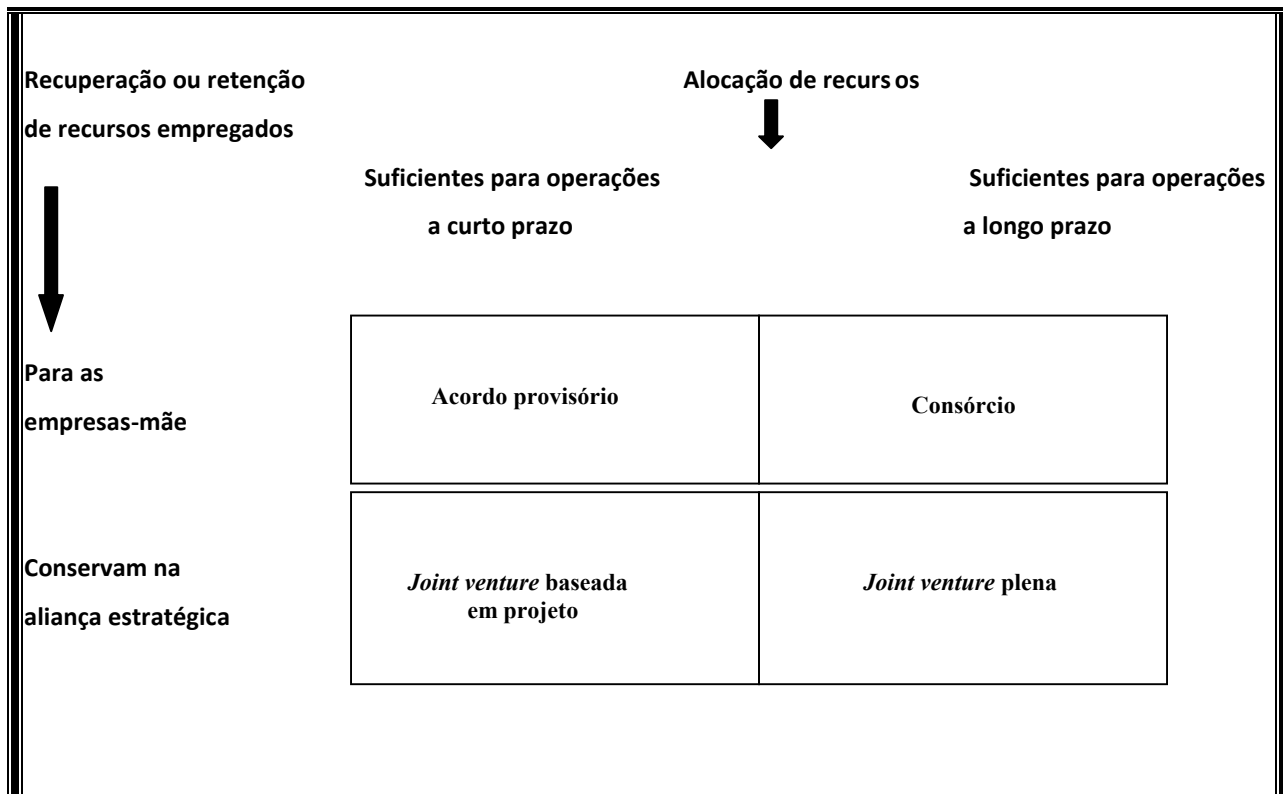 Recuperação ou retenção
de recursos empregados
Alocação de recursos
Suficientes para operações
a curto prazo
Suficientes para operações
a longo prazo
Para as
empresas-mãe
Acordo provisório
Consórcio
Conservam na
aliança estratégica
Joint venture baseada
em projeto
Joint venture plena